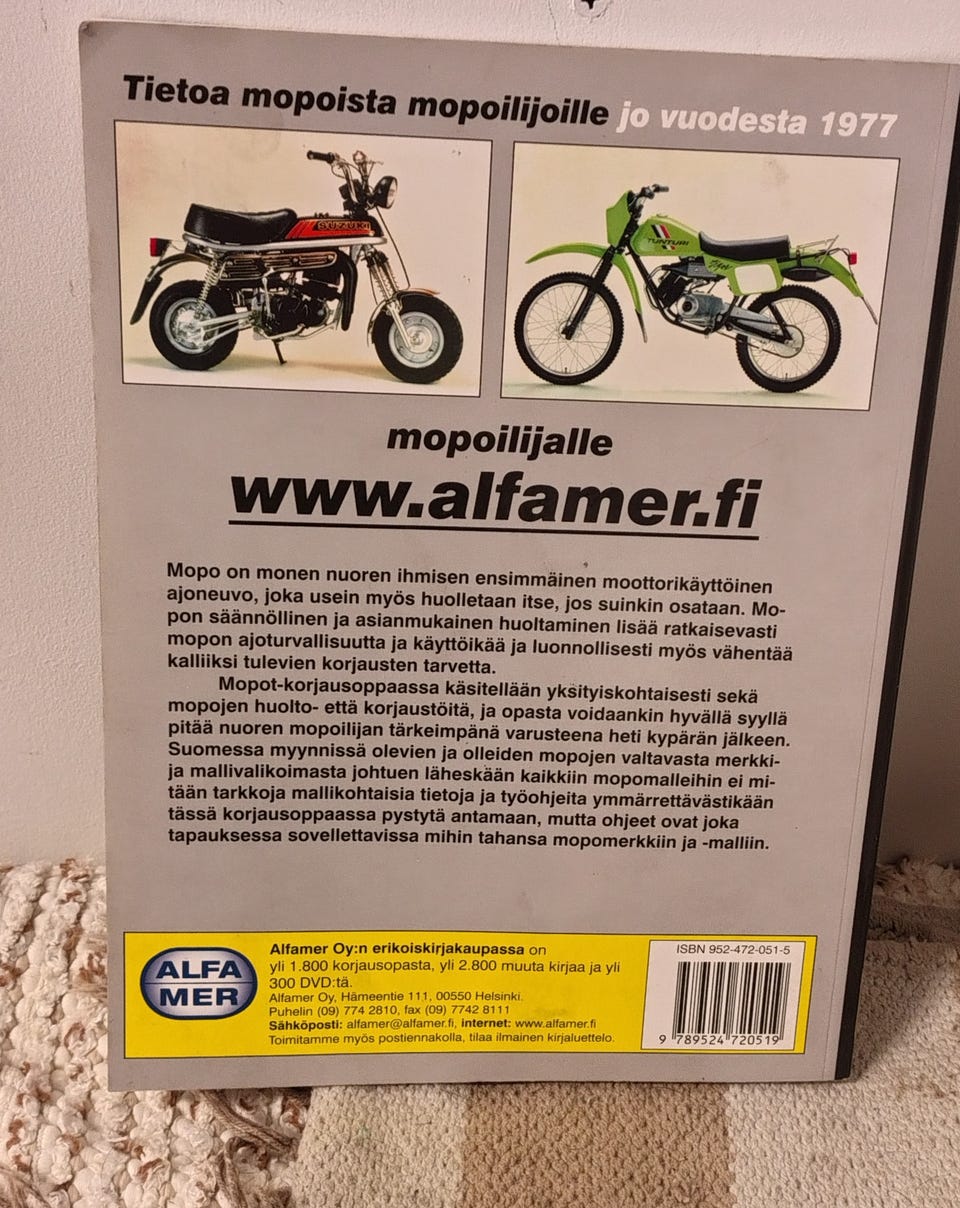 Tietoa mopoista mopoilijoille jo vuodesta 1977
SUZUKI
TUNTURI
mopoilijalle
www.alfamer.fi
Mopo on monen nuoren ihmisen ensimmäinen moottorikäyttöinen
ajoneuvo, joka usein myös huolletaan itse, jos suinkin osataan. Mo-
pon säännöllinen ja asianmukainen huoltaminen lisää ratkaisevasti
mopon ajoturvallisuutta ja käyttöikää ja luonnollisesti myös vähentää
kalliiksi tulevien korjausten tarvetta.
Mopot-korjausoppaassa käsitellään yksityiskohtaisesti sekä
mopojen huolto- että korjaustöitä, ja opasta voidaankin hyvällä syyllä
pitää nuoren mopoilijan tärkeimpänä varusteena heti kypärän jälkeen.
Suomessa myynnissä olevien ja olleiden mopojen valtavasta merkki-
ja mallivalikoimasta johtuen läheskään kaikkiin mopomalleihin ei mi-
tään tarkkoja mallikohtaisia tietoja ja työohjeita ymmärrettävästikään
tässä korjausoppaassa pystytä antamaan, mutta ohjeet ovat joka
tapauksessa sovellettavissa mihin tahansa mopomerkkiin ja -malliin.
ALFA
MER
Alfamer Oy:n erikoiskirjakaupassa on
yli 1.800 korjausopasta, yli 2.800 muuta kirjaa ja yli
300 DVD:tä.
Alfamer Oy, Hämeentie 111, 00550 Helsinki.
Puhelin (09) 774 2810, fax (09) 7742 8111
Sähköposti: alfamer@alfamer.fi, internet: www.alfamer.fi
Toimitamme myös postiennakolla, tilaa ilmainen kirjaluettelo.
ISBN 952-472-051-5
9 789524 720519